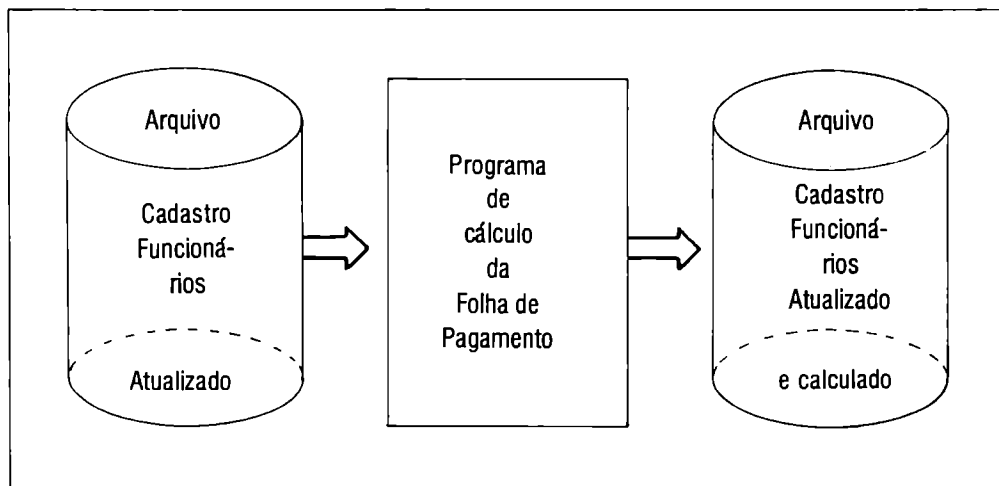 Arquivo
Cadastro
Funcioná-
rios
Atualizado
Programa
de
cálculo
da
Folha de
Pagamento
Arquivo
Cadastro
Funcioná-
rios
Atualizado
e calculado